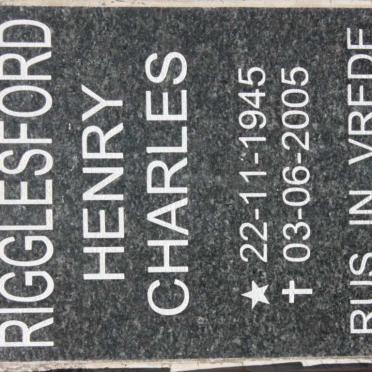 RIGGLESFORD
HENRY
CHARLES
★ 22-11-1945
✝ 03-06-2005
RUS IN VREDE